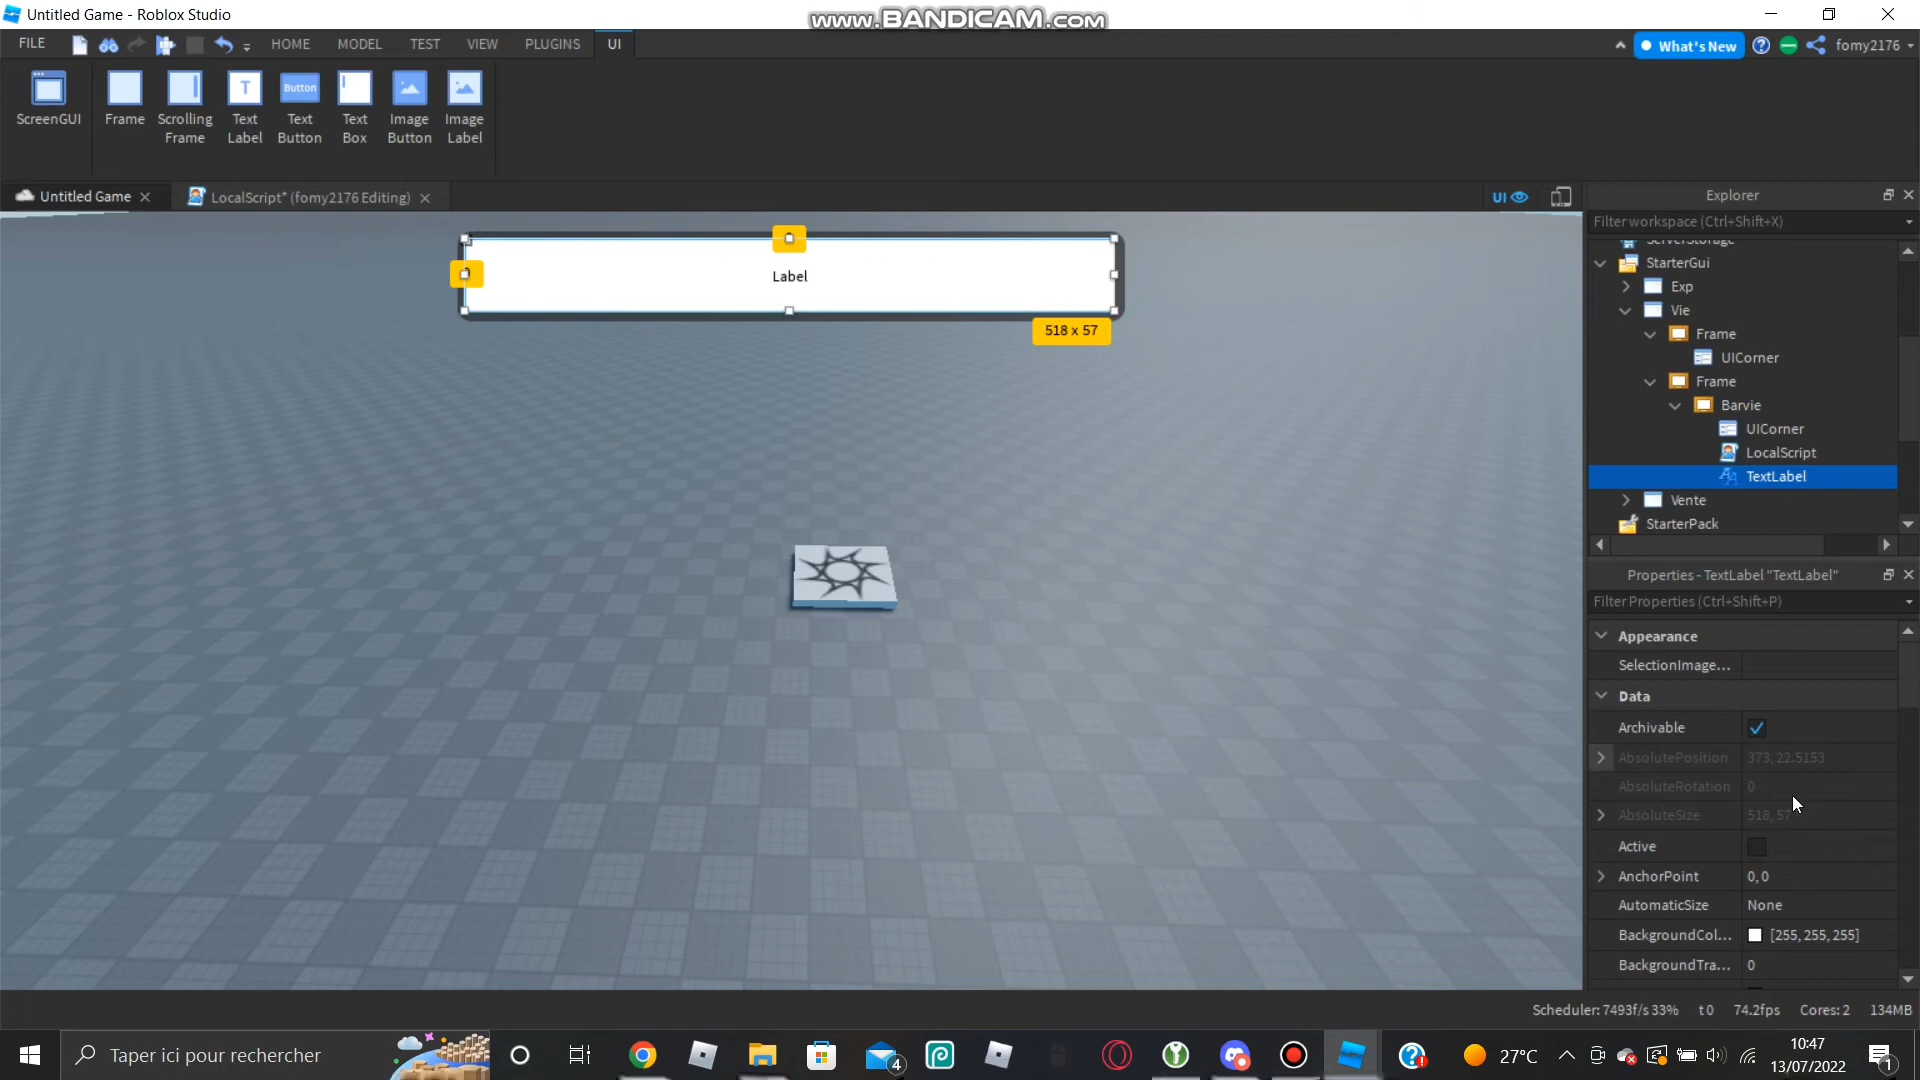 Untitled Game - Roblox Studio
www.BANDICAM.com
FILE
HOME
MODEL
TEST
VIEW
PLUGINS
UI
What's New
fomy2176
ScreenGUI
Frame
Scrolling Frame
Text Label
T
Text Button
Button
Text Box
Image Button
Image Label
Untitled Game
LocalScript* (fomy2176 Editing)
UI
Label
518 x 57
Explorer
Filter workspace (Ctrl+Shift+X)
ServerStorage
StarterGui
Exp
Vie
Frame
UICorner
Frame
Barvie
UICorner
LocalScript
TextLabel
Vente
StarterPack
Properties - TextLabel "TextLabel"
Filter Properties (Ctrl+Shift+P)
Appearance
SelectionImage...
Data
Archivable
AbsolutePosition 373, 22.5153
AbsoluteRotation 0
AbsoluteSize 518, 57
Active
AnchorPoint 0, 0
AutomaticSize None
BackgroundCol... [255, 255, 255]
BackgroundTra... 0
Scheduler: 7493f/s 33% t 0 74.2fps Cores: 2 134MB
Taper ici pour rechercher
4
27°C
10:47
13/07/2022
1